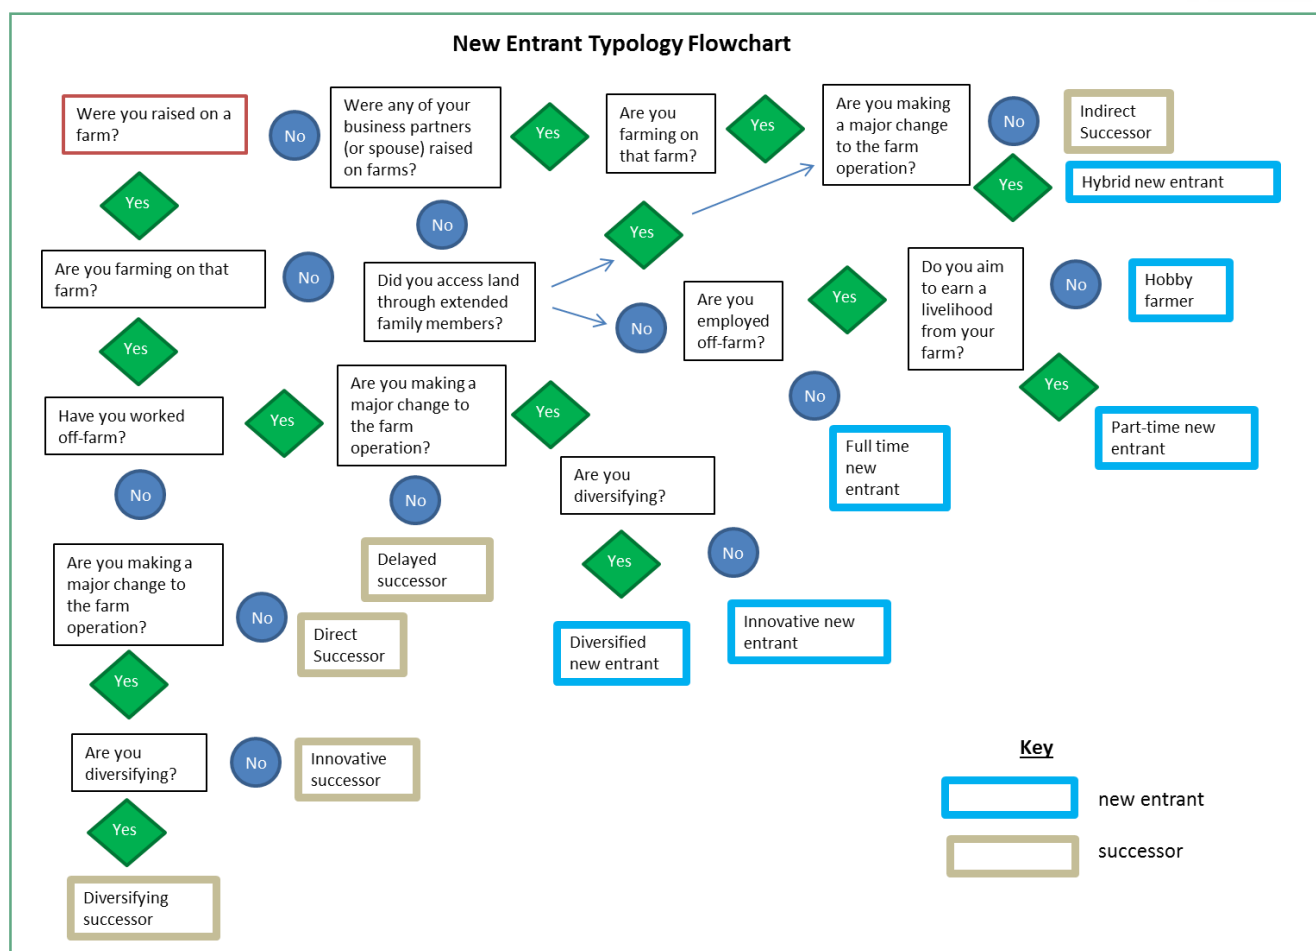 New Entrant Typology Flowchart
Were you raised on a
farm?
No
Were any of your
business partners
(or spouse) raised
on farms?
Yes
Are you
farming on
that farm?
Yes
Are you making
a major change
to the farm
operation?
No
Indirect
Successor
Yes
Hybrid new entrant
Yes
No
Yes
Are you farming on that
farm?
No
Did you access land
through extended
family members?
No
Are you
employed
off-farm?
Yes
Do you aim
to earn a
livelihood
from your
farm?
No
Hobby
farmer
Yes
Part-time new
entrant
No
Full time
new
entrant
Yes
Have you worked
off-farm?
Yes
Are you making a
major change to
the farm
operation?
Yes
Are you
diversifying?
No
Delayed
successor
Yes
No
Diversified
new entrant
Innovative new
entrant
No
Are you making a
major change to
the farm
operation?
No
Direct
Successor
Yes
Are you
diversifying?
No
Innovative
successor
Yes
Diversifying
successor
Key
new entrant
successor